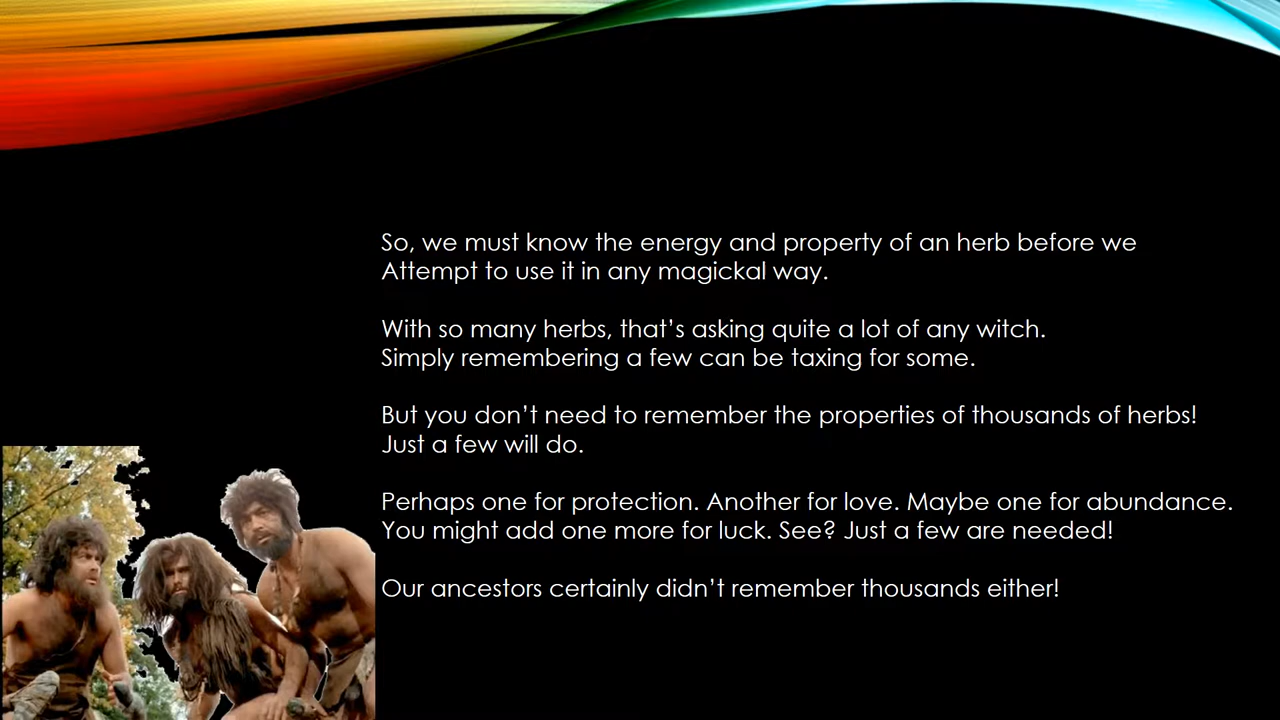 So, we must know the energy and property of an herb before we
Attempt to use it in any magickal way.
With so many herbs, that’s asking quite a lot of any witch.
Simply remembering a few can be taxing for some.
But you don’t need to remember the properties of thousands of herbs!
Just a few will do.
Perhaps one for protection. Another for love. Maybe one for abundance.
You might add one more for luck. See? Just a few are needed!
Our ancestors certainly didn’t remember thousands either!